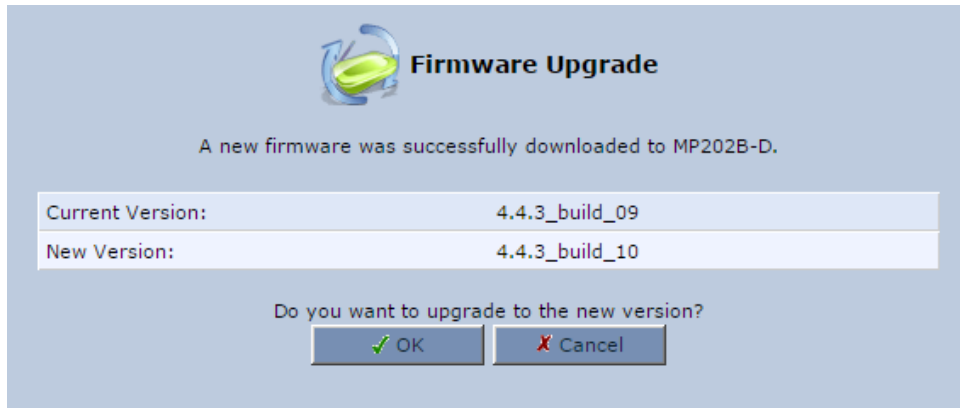 Firmware Upgrade
A new firmware was successfully downloaded to MP202B-D.
Current Version: 4.4.3_build_09
New Version: 4.4.3_build_10
Do you want to upgrade to the new version?
OK Cancel